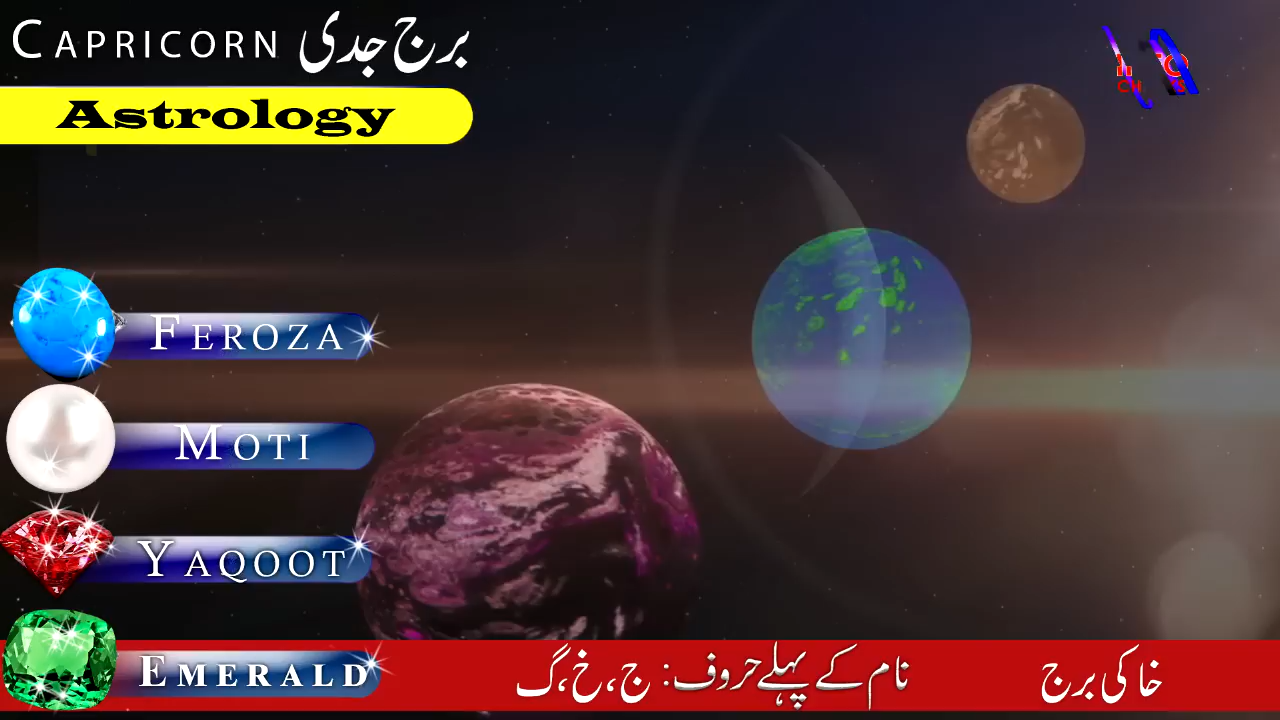 CAPRICORN برج جدی
Astrology
FEROZA
MOTI
YAQOOT
EMERALD
نام کے پہلے حروف: ج، خ، گ
خاکی برج